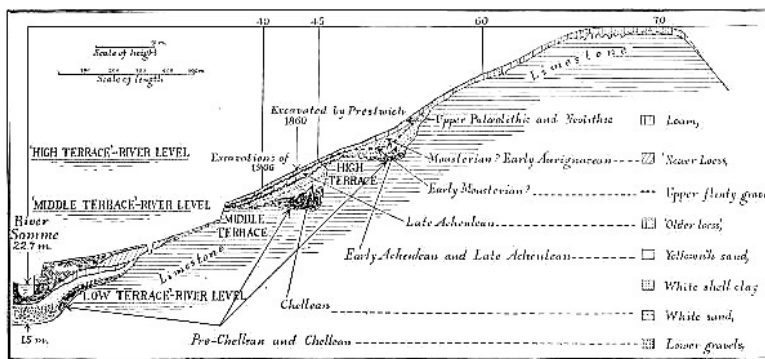 40 45 60 70
Scale of height
Scale of length
Limestone
Excavated by Prestwich
1860
Upper Palæolithic and Neolithic
Loam,
Excavations of
1906
'HIGH TERRACE'-RIVER LEVEL
HIGH
TERRACE
Mousterian? Early Aurignacean
Newer Loess,
Early Mousterian?
Upper flinty grave
'MIDDLE TERRACE'-RIVER LEVEL
MIDDLE
TERRACE
Late Acheulean
'Older loess,'
River
Somme
22.7 m.
Early Acheulean and Late Acheulean
Yellowish sand,
Limestone
White shell clay
LOW TERRACE-RIVER LEVEL
Chellean
White sand,
15 m.
Pre-Chellean and Chellean
Lower gravels,